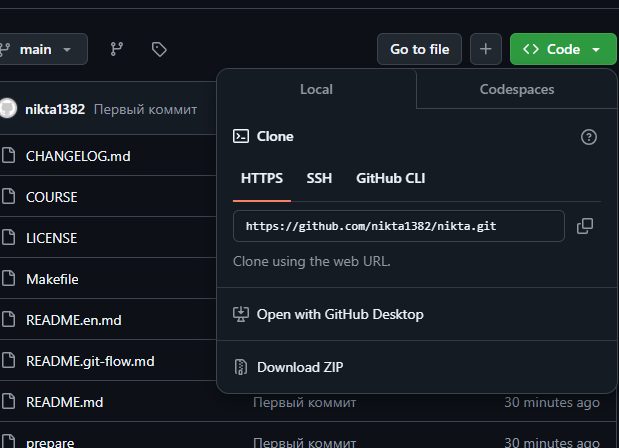 main
Go to file
Code
nikta1382 Первый коммит
Local
Codespaces
Clone
HTTPS
SSH
GitHub CLI
https://github.com/nikta1382/nikta.git
Clone using the web URL.
Open with GitHub Desktop
Download ZIP
CHANGELOG.md
COURSE
LICENSE
Makefile
README.en.md
README.git-flow.md
README.md Первый коммит 30 minutes ago
prepare Первый коммит 30 minutes ago